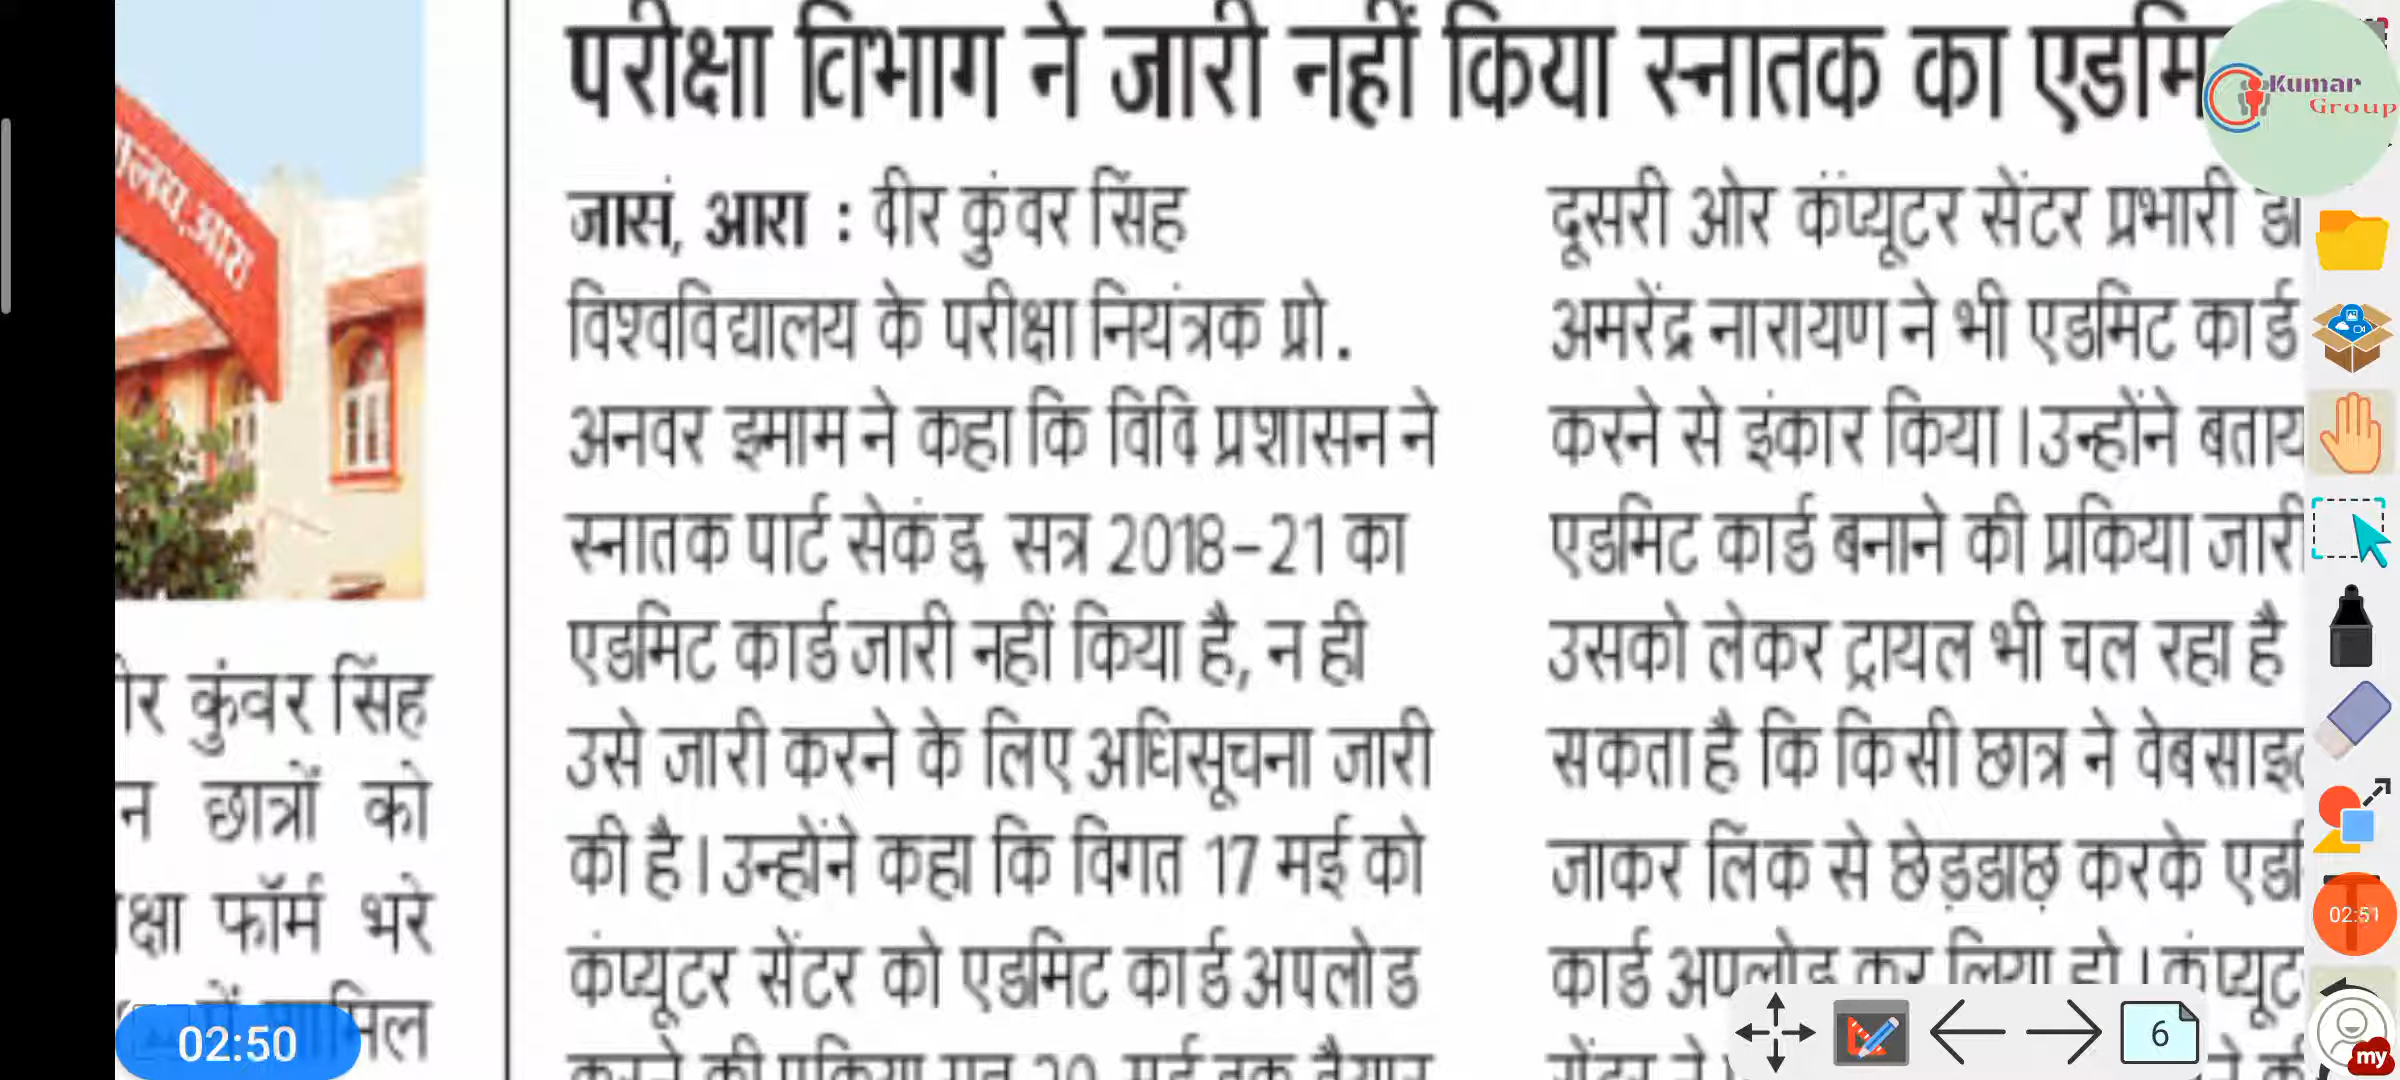 परीक्षा विभाग ने जारी नहीं किया स्नातक का
जासं, आरा : वीर कुंवर सिंह
विश्वविद्यालय के परीक्षा नियंत्रक प्रो.
अनवर इमाम ने कहा कि विवि प्रशासन ने
स्नातक पार्ट सेकंड, सत्र 2018-21 का
एडमिट कार्ड जारी नहीं किया है, न ही
उसे जारी करने के लिए अधिसूचना जारी
की है। उन्होंने कहा कि विगत 17 मई को
कंप्यूटर सेंटर को एडमिट कार्ड अपलोड
दूसरी ओर कंप्यूटर सेंटर प्रभारी
अमरेंद्र नारायण ने भी एडमिट कार्ड
करने से इंकार किया। उन्होंने
एडमिट कार्ड बनाने की प्रकिया जारी
उसको लेकर ट्रायल भी चल रहा है
सकता है कि किसी छात्र ने
जाकर लिंक से छेड़डाछ़ करके
कार्ड अपलोड कर लिया हो।
कुंवर सिंह
न छात्रों को
फॉर्म भरे
में
आरा
Kumar
Group
02:50
02:51
6
my